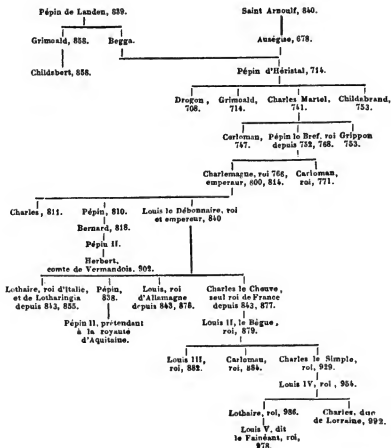 Pépin de Landen, 639.
Saint Arnoulf, 640.
Grimoald, 658.
Begga.
Auségise, 678.
Childebert, 658.
Pépin d'Héristal, 714.
Drogon, 708.
Grimoald, 714.
Charles Martel, 741.
Childebrand, 753.
Carloman, 747.
Pépin le Bref, roi depuis 752, 768.
Grippon 753.
Charlemagne, roi 768, empereur, 800, 814.
Carloman, roi, 771.
Charles, 811.
Pépin, 810.
Louis le Débonnaire, roi et empereur, 840
Bernard, 818.
Pépin II.
Herbert, comte de Vermandois. 902.
Lothaire, roi d'Italie, et de Lotharingia depuis 843, 855.
Pépin, 838.
Louis, roi d'Allemagne depuis 843, 876.
Charles le Chauve, seul roi de France depuis 843, 877.
Pépin II, prétendant à la royauté d'Aquitaine.
Louis II, le Bègue, roi, 879.
Louis III, roi, 882.
Carloman, roi, 884.
Charles le Simple, roi, 929.
Louis IV, roi, 954.
Lothaire, roi, 986.
Charles, duc de Lorraine, 992.
Louis V, dit le Fainéant, roi,